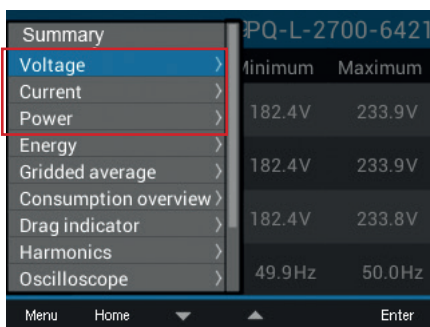 Summary
PQ-L-2700-6421
Voltage
Minimum Maximum
Current
Power
182.4V 233.9V
Energy
Gridded average
182.4V 233.9V
Consumption overview
Drag indicator
182.4V 233.8V
Harmonics
Oscilloscope
49.9Hz 50.0Hz
Menu Home Enter